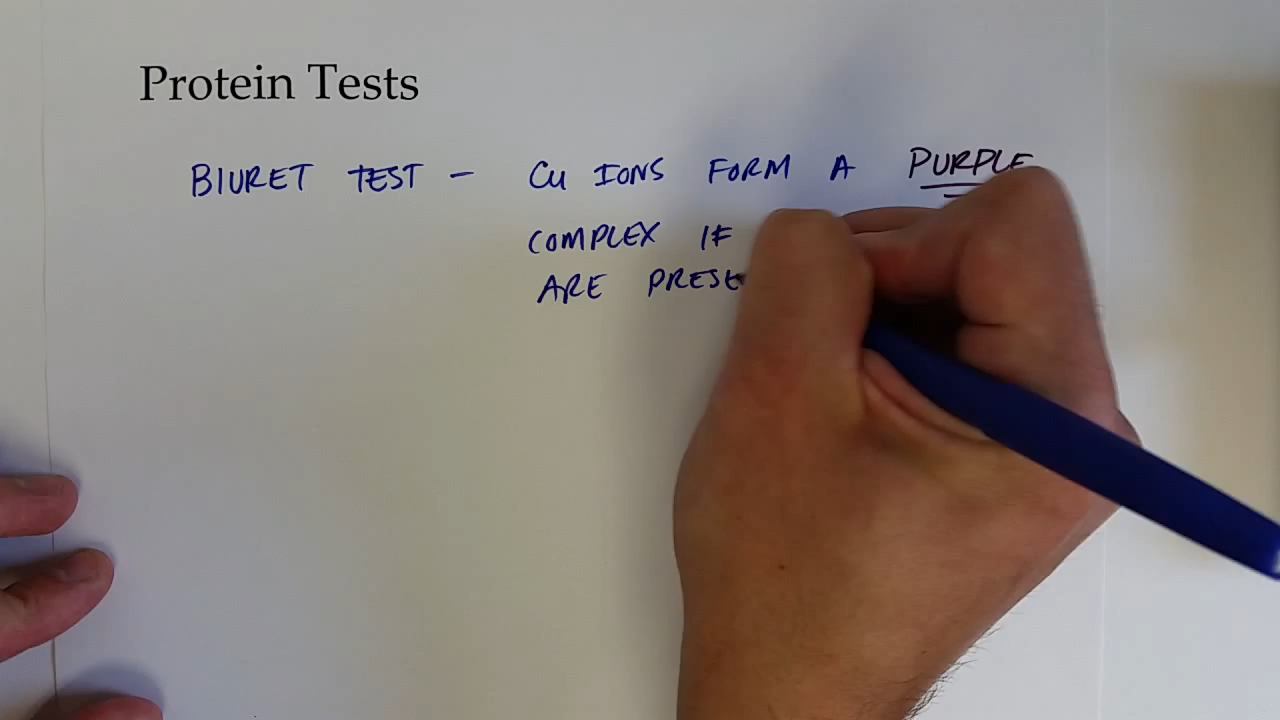 Protein Tests
BIURET TEST - Cu IONS FORM A PURPLE
COMPLEX IF
ARE PRESE